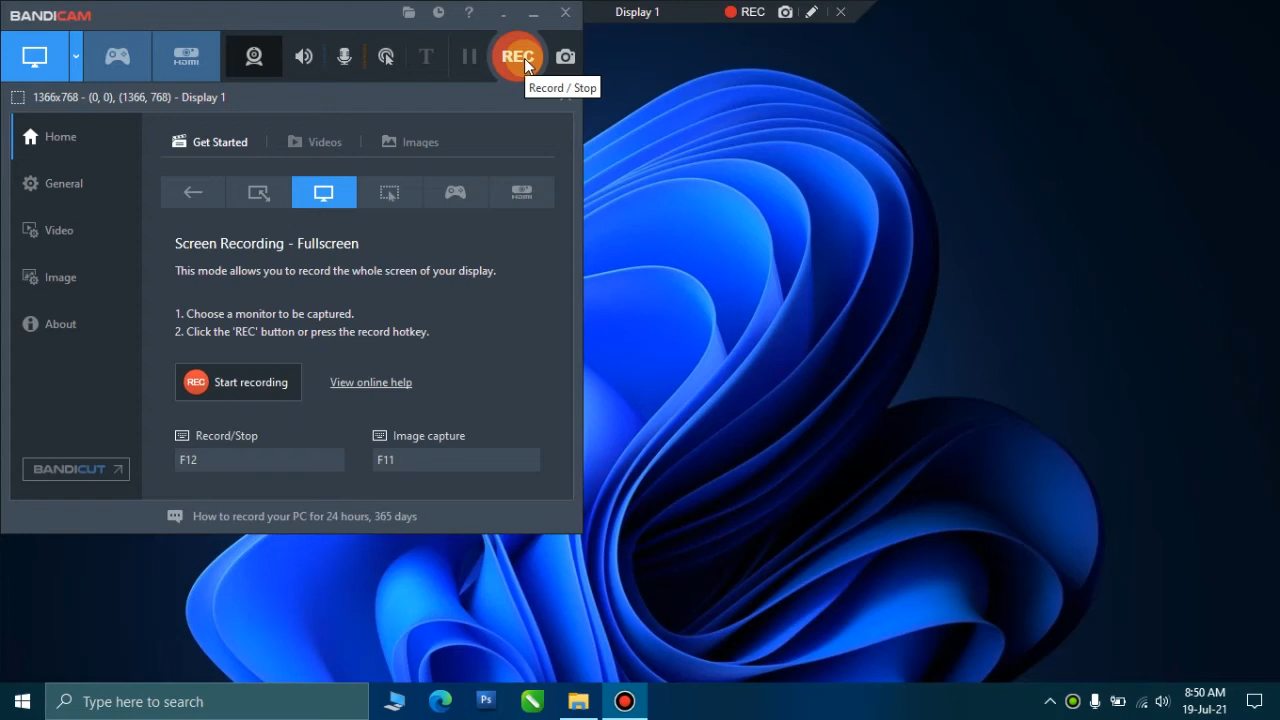 BANDICAM
?
Display 1
REC
HDMI
T
REC
Record / Stop
1366x768 - (0, 0), (1366, 768) - Display 1
Home
General
Video
Image
About
BANDICUT
Get Started
Videos
Images
HDMI
Screen Recording - Fullscreen
This mode allows you to record the whole screen of your display.
1. Choose a monitor to be captured.
2. Click the 'REC' button or press the record hotkey.
REC
Start recording
View online help
Record/Stop
Image capture
F12
F11
How to record your PC for 24 hours, 365 days
Type here to search
Ps
8:50 AM
19-Jul-21